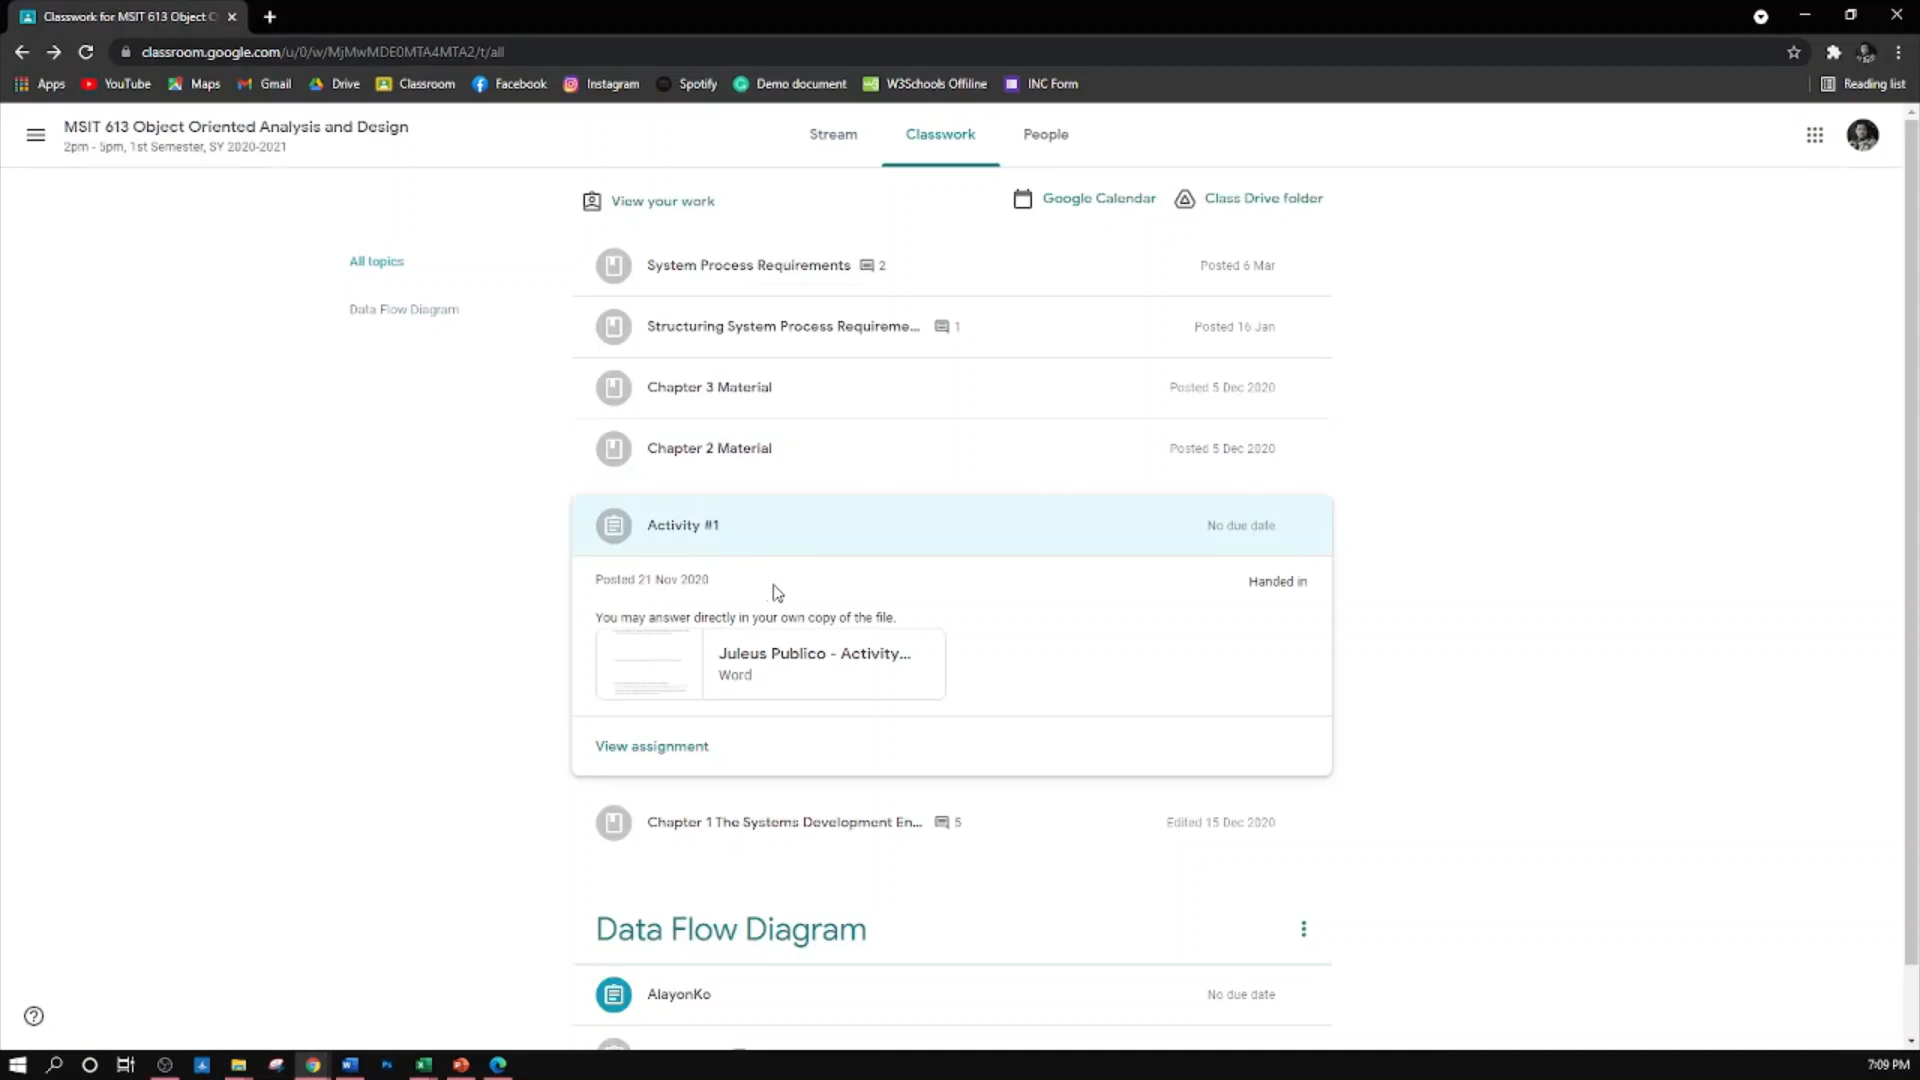 Classwork for MSIT 613 Object O
classroom.google.com/u/0/w/MjMwMDE0MTA4MTA2/t/all
Apps YouTube Maps Gmail Drive Classroom Facebook Instagram Spotify Demo document W3Schools Offiline INC Form Reading list
MSIT 613 Object Oriented Analysis and Design
2pm - 5pm, 1st Semester, SY 2020-2021
Stream Classwork People
View your work Google Calendar Class Drive folder
All topics
Data Flow Diagram
System Process Requirements 2 Posted 6 Mar
Structuring System Process Requireme... 1 Posted 16 Jan
Chapter 3 Material Posted 5 Dec 2020
Chapter 2 Material Posted 5 Dec 2020
Activity #1 No due date
Posted 21 Nov 2020 Handed in
You may answer directly in your own copy of the file.
Juleus Publico - Activity...
Word
View assignment
Chapter 1 The Systems Development En... 5 Edited 15 Dec 2020
Data Flow Diagram
AlayonKo No due date
7:09 PM